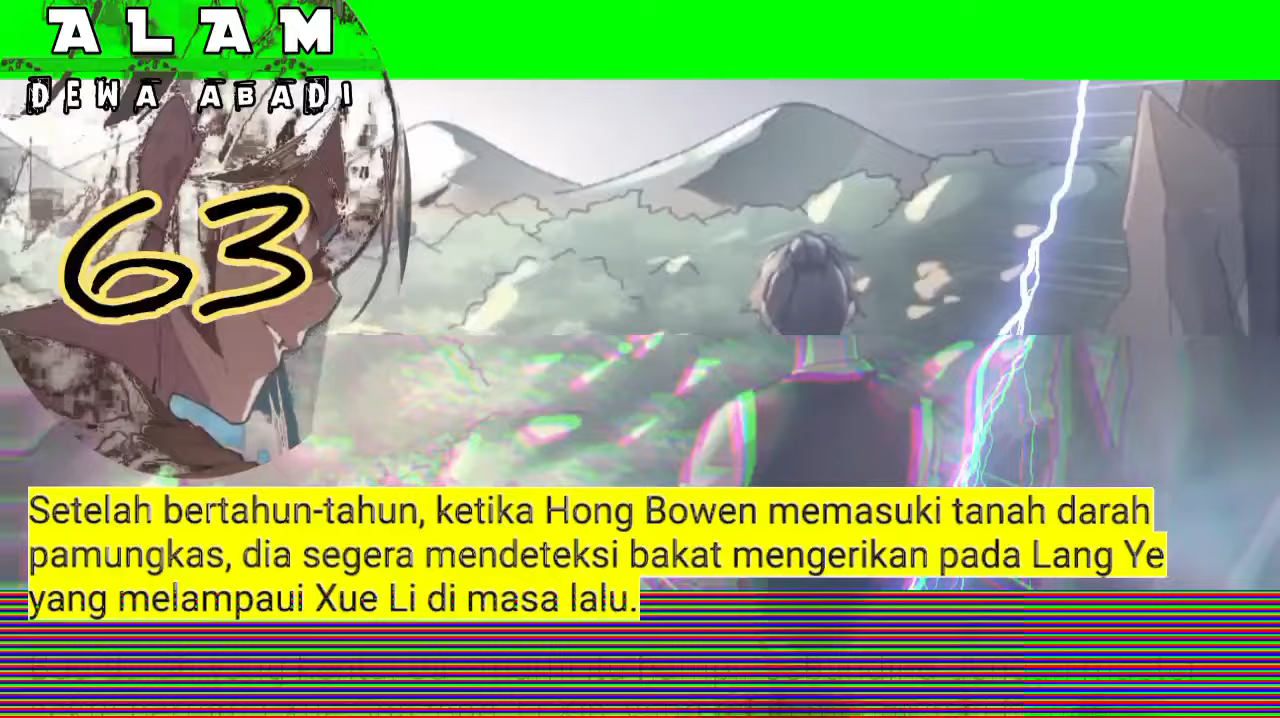 ALAM
DEWA ABADI
63
Setelah bertahun-tahun, ketika Hong Bowen memasuki tanah darah
pamungkas, dia segera mendeteksi bakat mengerikan pada Lang Ye
yang melampaui Xue Li di masa lalu.